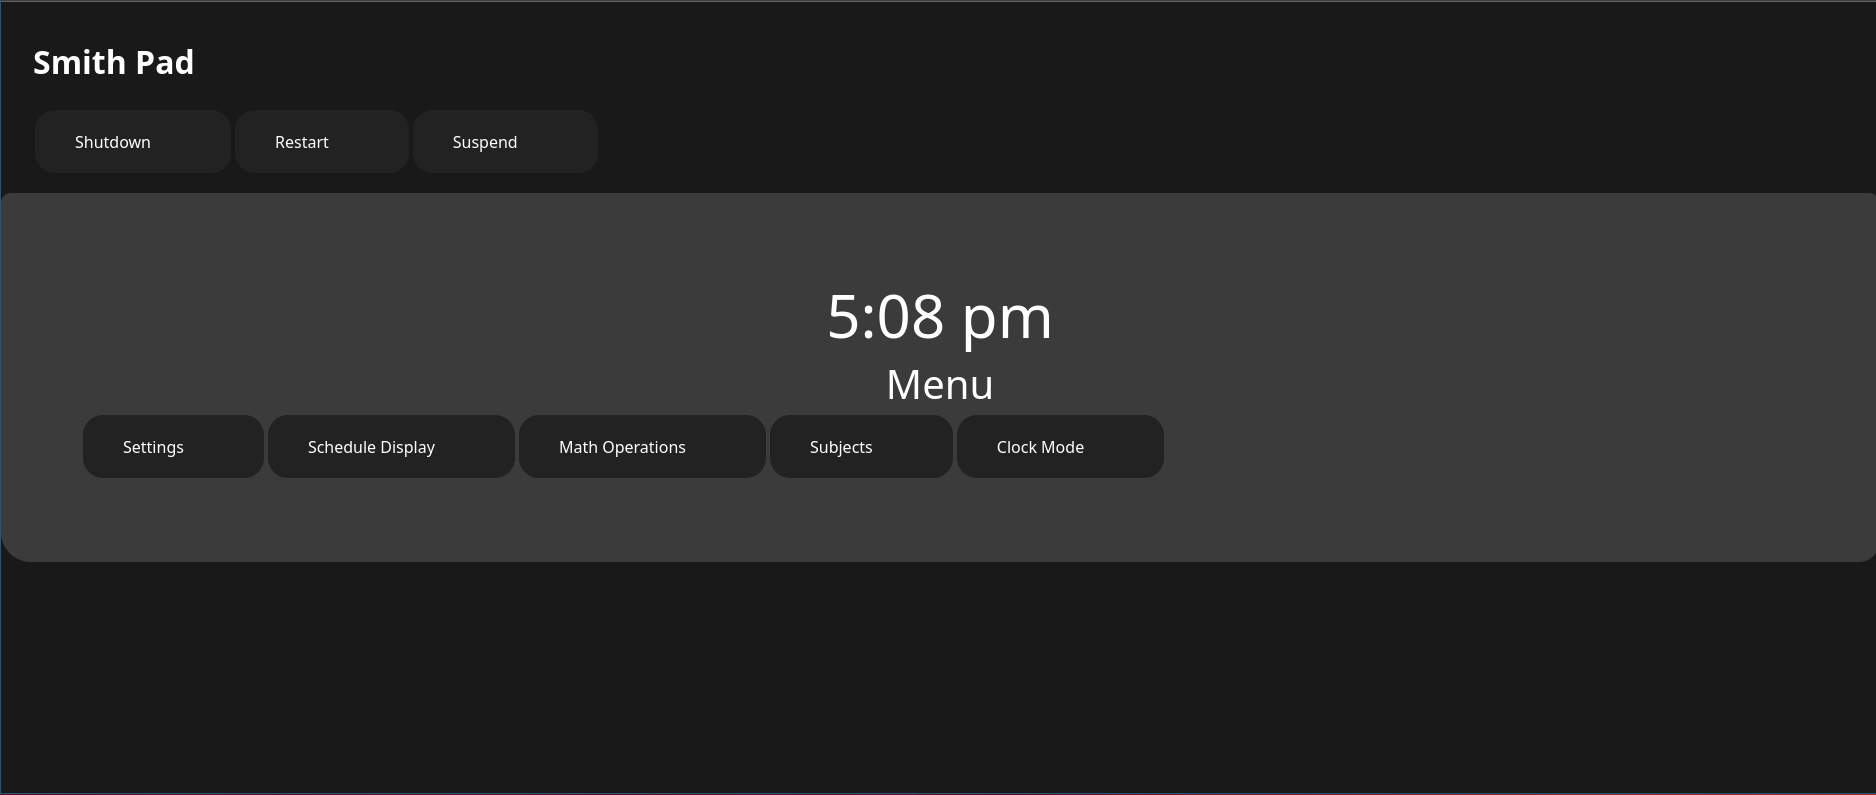 Smith Pad
Shutdown Restart Suspend
5:08 pm
Menu
Settings Schedule Display Math Operations Subjects Clock Mode